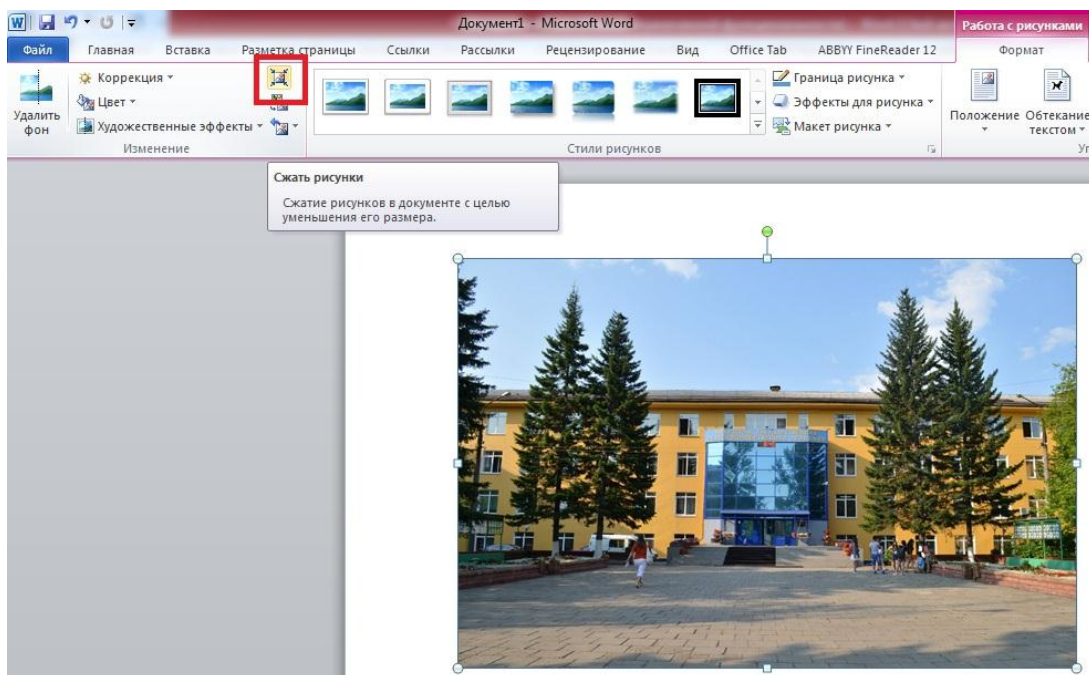 Документ1 - Microsoft Word
Работа с рисунками
Файл Главная Вставка Разметка страницы Ссылки Рассылки Рецензирование Вид Office Tab ABBYY FineReader 12 Формат
Удалить фон
Коррекция
Цвет
Художественные эффекты
Изменение
Граница рисунка
Эффекты для рисунка
Макет рисунка
Стили рисунков
Положение
Обтекание текстом
Сжать рисунки
Сжатие рисунков в документе с целью
уменьшения его размера.